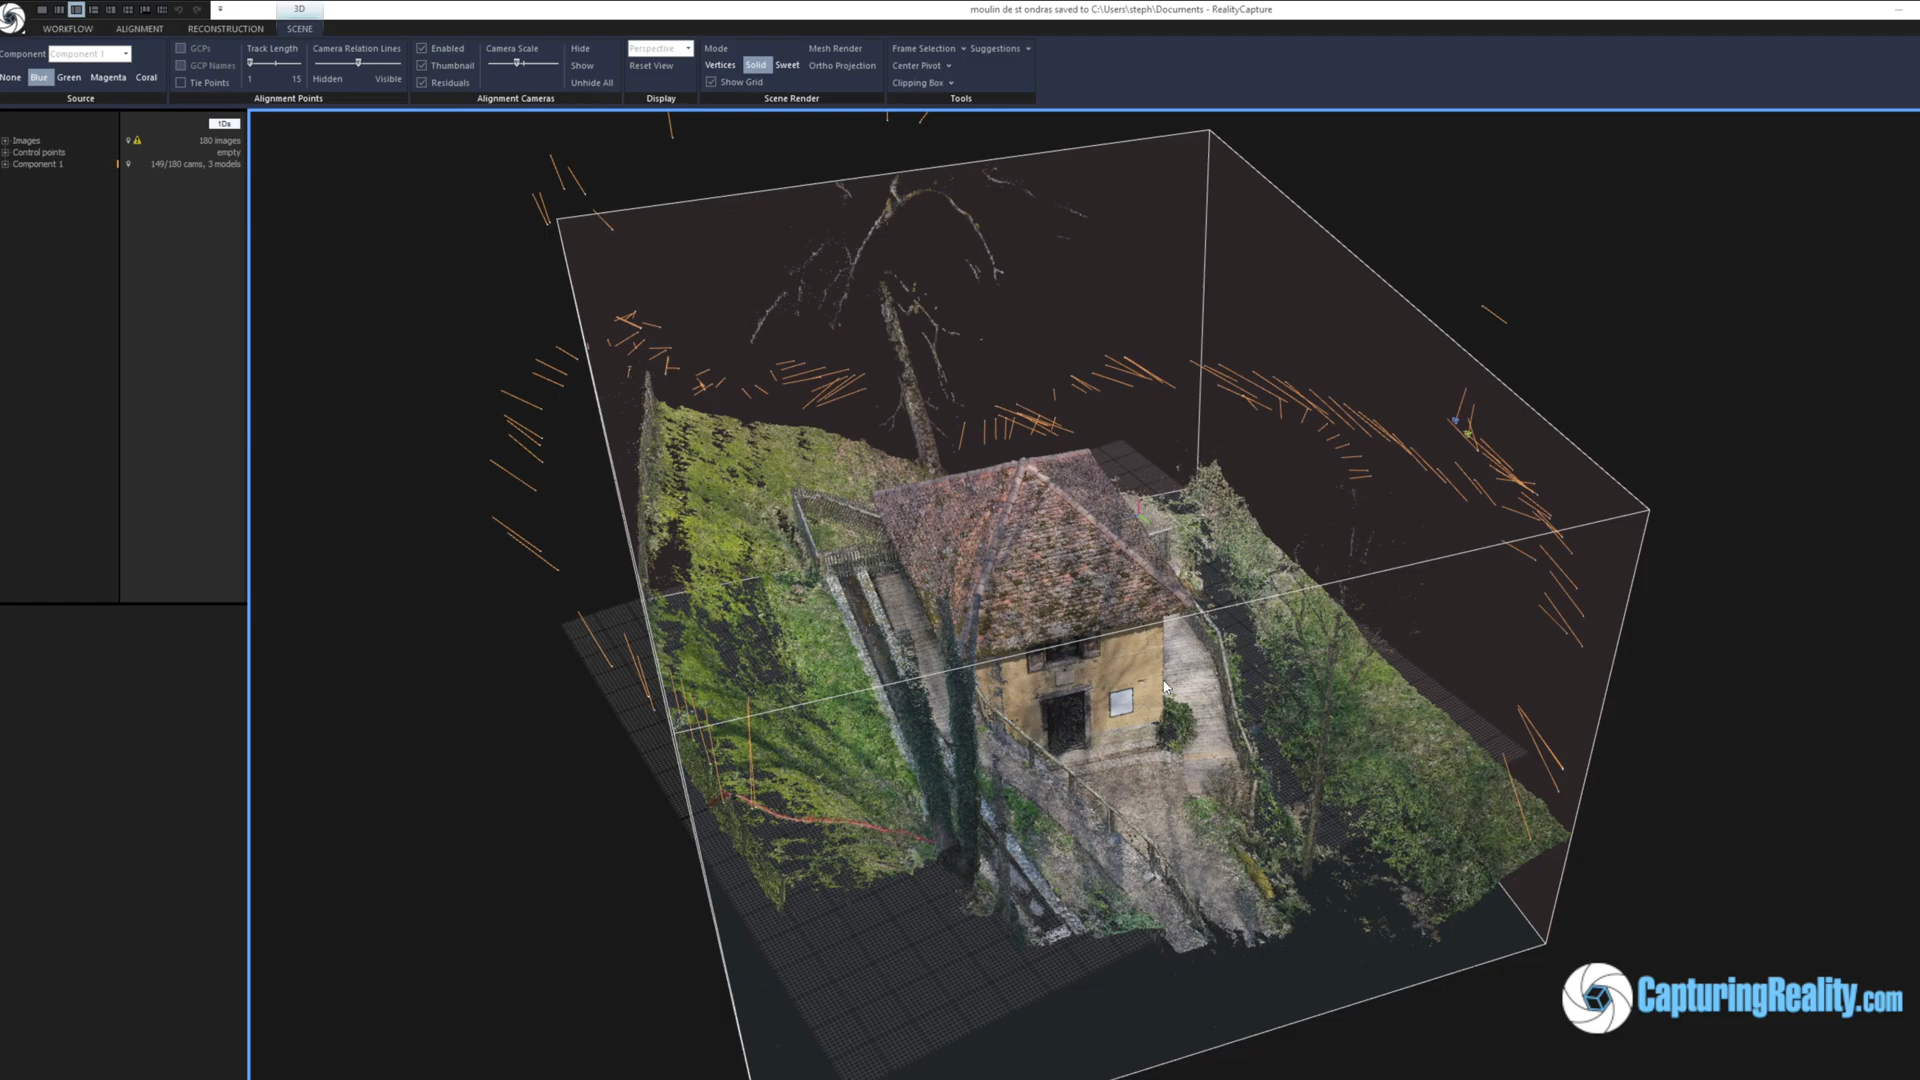 3D
moulin de st ondras saved to C:\Users\steph\Documents - RealityCapture
WORKFLOW ALIGNMENT RECONSTRUCTION SCENE
Component Component 1
None Blue Green Magenta Coral
Source
GCPs
GCP Names
Tie Points
Track Length
1 15
Camera Relation Lines
Hidden Visible
Alignment Points
Enabled
Thumbnail
Residuals
Camera Scale
Hide
Show
Unhide All
Alignment Cameras
Perspective
Reset View
Display
Mode
Vertices Solid Sweet
Show Grid
Mesh Render
Ortho Projection
Scene Render
Frame Selection Suggestions
Center Pivot
Clipping Box
Tools
1Ds
Images 180 images
Control points empty
Component 1 149/180 cams, 3 models
CapturingReality.com